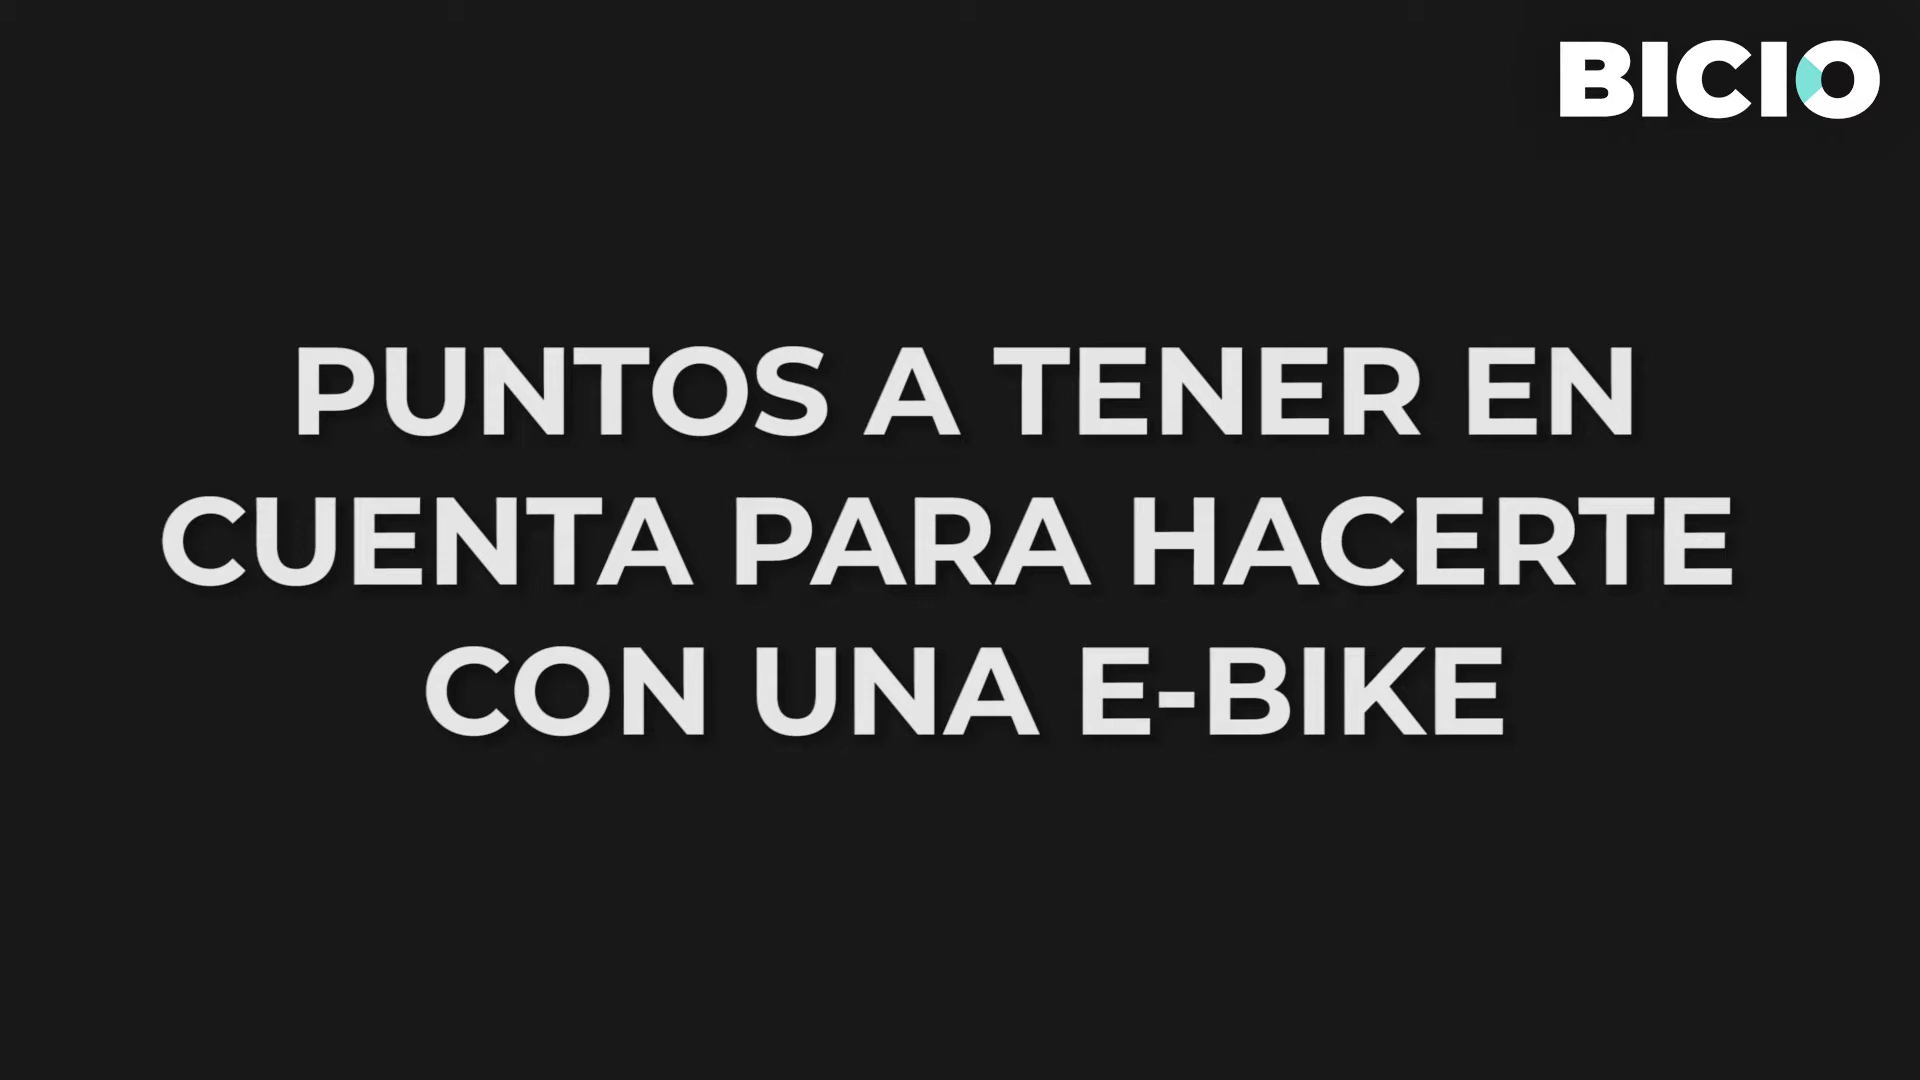 BICIO
PUNTOS A TENER EN
CUENTA PARA HACERTE
CON UNA E-BIKE